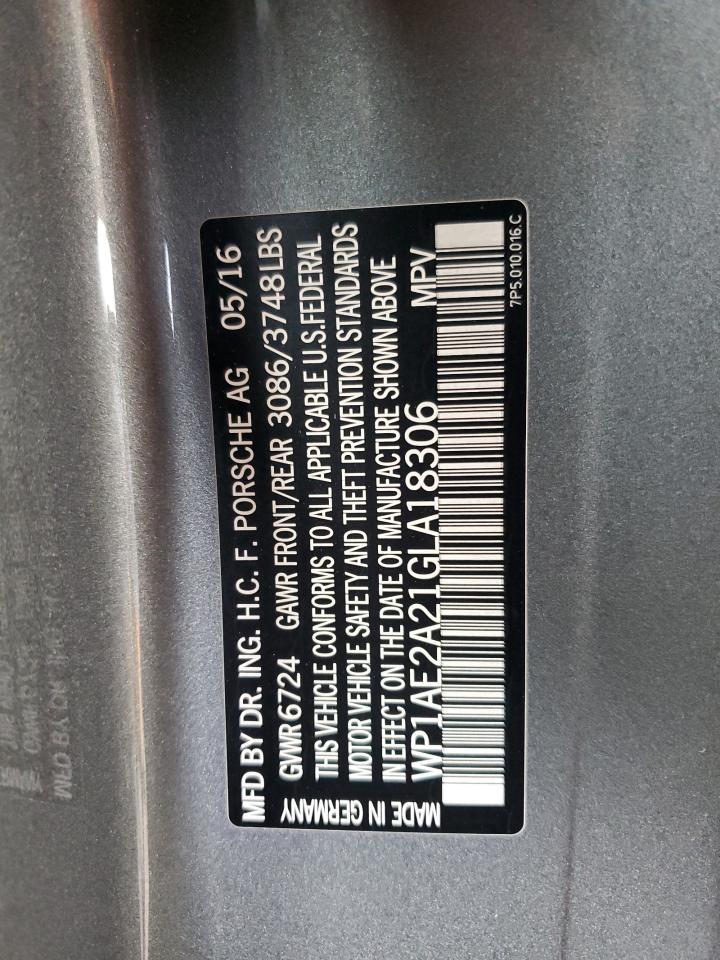 MFD BY DR. ING. H.C. F. PORSCHE AG 05/16
GVWR 6724 GAWR FRONT/REAR 3086/3748 LBS
THIS VEHICLE CONFORMS TO ALL APPLICABLE U.S. FEDERAL
MOTOR VEHICLE SAFETY AND THEFT PREVENTION STANDARDS
IN EFFECT ON THE DATE OF MANUFACTURE SHOWN ABOVE
WP1AE2A21GLA18306 MPV
MADE IN GERMANY
7P5.010.016.C